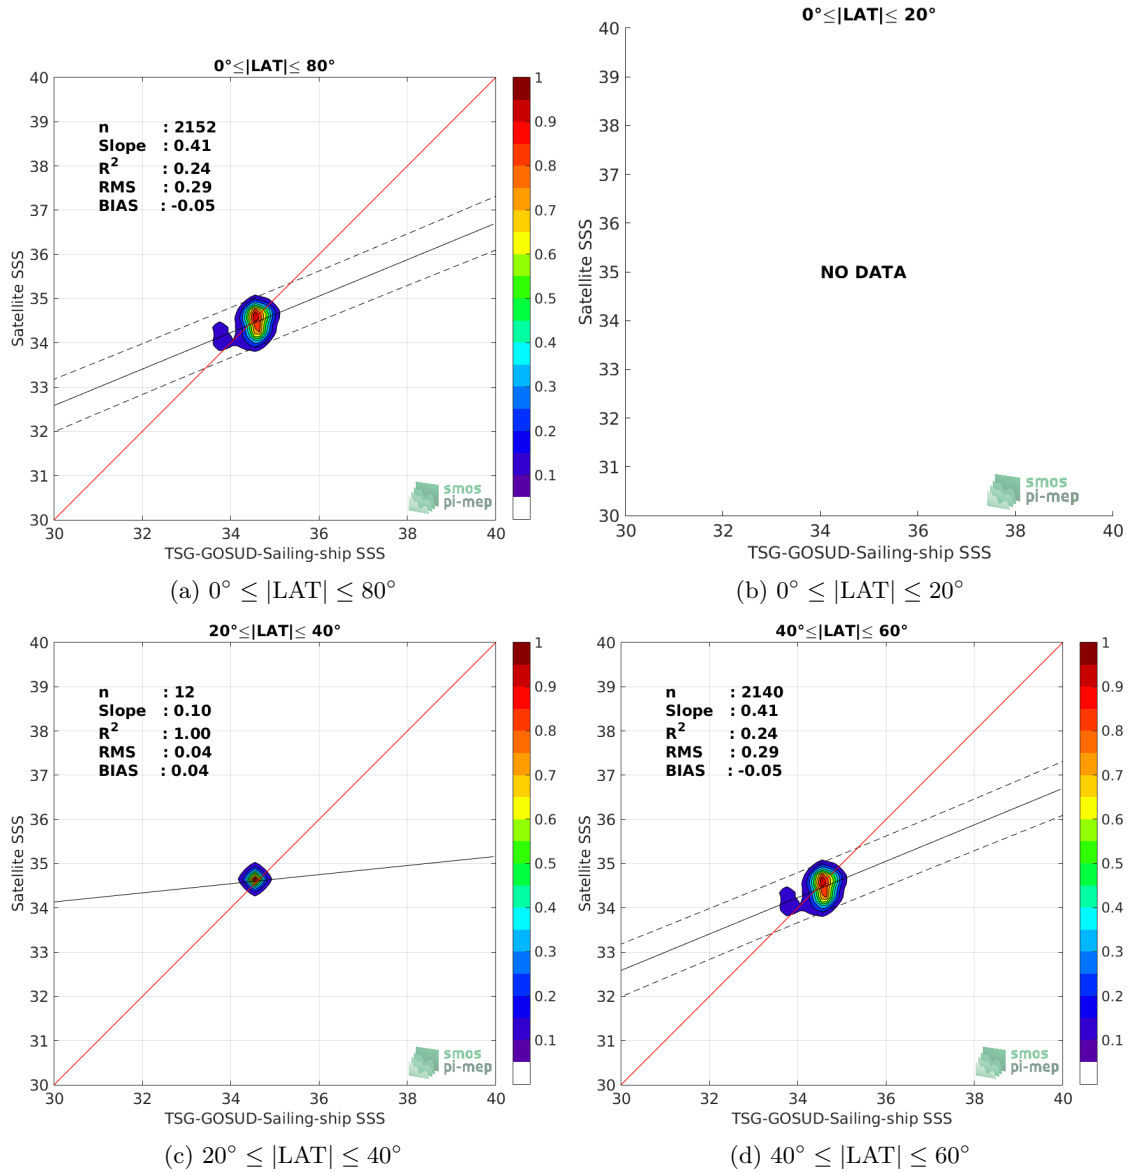 0°≤|LAT|≤ 80°
40
39
38
37
36
35
34
33
32
31
30
n : 2152
Slope : 0.41
R² : 0.24
RMS : 0.29
BIAS : -0.05
Satellite SSS
30 32 34 36 38 40
TSG-GOSUD-Sailing-ship SSS
smos
pi-mep
1
0.9
0.8
0.7
0.6
0.5
0.4
0.3
0.2
0.1
(a) 0° ≤ |LAT| ≤ 80°
0°≤|LAT|≤ 20°
40
39
38
37
36
35
34
33
32
31
30
Satellite SSS
NO DATA
smos
pi-mep
30 32 34 36 38 40
TSG-GOSUD-Sailing-ship SSS
(b) 0° ≤ |LAT| ≤ 20°
20°≤|LAT|≤ 40°
40
39
38
37
36
35
34
33
32
31
30
n : 12
Slope : 0.10
R² : 1.00
RMS : 0.04
BIAS : 0.04
Satellite SSS
smos
pi-mep
30 32 34 36 38 40
TSG-GOSUD-Sailing-ship SSS
1
0.9
0.8
0.7
0.6
0.5
0.4
0.3
0.2
0.1
(c) 20° ≤ |LAT| ≤ 40°
40°≤|LAT|≤ 60°
40
39
38
37
36
35
34
33
32
31
30
n : 2140
Slope : 0.41
R² : 0.24
RMS : 0.29
BIAS : -0.05
Satellite SSS
smos
pi-mep
30 32 34 36 38 40
TSG-GOSUD-Sailing-ship SSS
1
0.9
0.8
0.7
0.6
0.5
0.4
0.3
0.2
0.1
(d) 40° ≤ |LAT| ≤ 60°